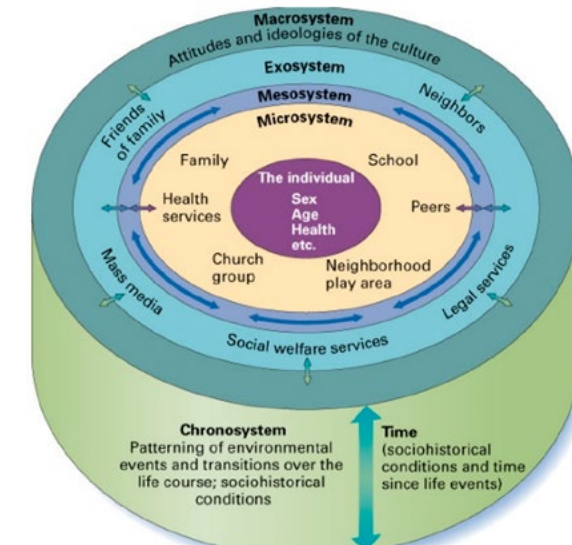 Macrosystem
Attitudes and ideologies of the culture
Exosystem
Mesosystem
Microsystem
Friends
of family
Neighbors
Family
School
The individual
Sex
Age
Health
etc.
Health
services
Peers
Church
group
Neighborhood
play area
Mass media
Legal services
Social welfare services
Chronosystem
Patterning of environmental
events and transitions over the
life course; sociohistorical
conditions
Time
(sociohistorical
conditions and time
since life events)